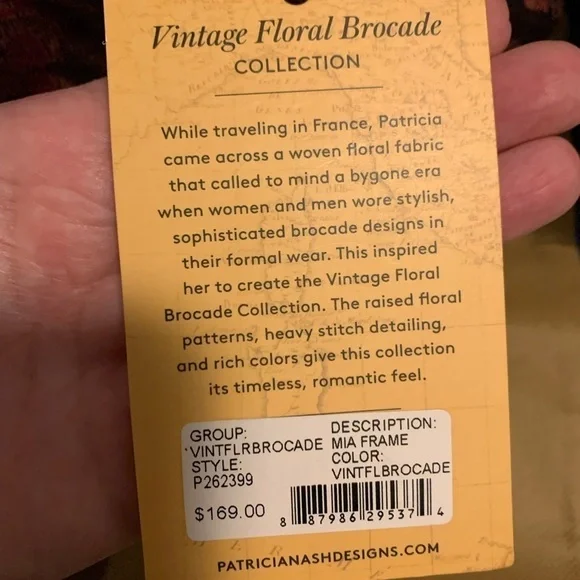 Vintage Floral Brocade
COLLECTION
While traveling in France, Patricia
came across a woven floral fabric
that called to mind a bygone era
when women and men wore stylish,
sophisticated brocade designs in
their formal wear. This inspired
her to create the Vintage Floral
Brocade Collection. The raised floral
patterns, heavy stitch detailing,
and rich colors give this collection
its timeless, romantic feel.
GROUP:
VINTFLRBROCADE
STYLE:
P262399
$169.00
DESCRIPTION:
MIA FRAME
COLOR:
VINTFLBROCADE
8 87986 29537 4
PATRICIANASHDESIGNS.COM